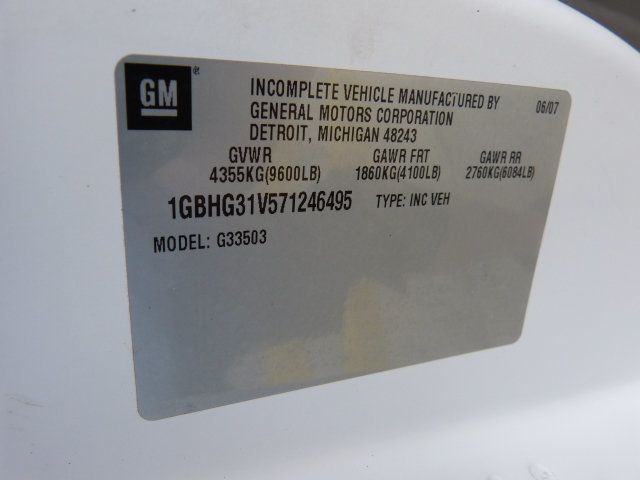 GM
INCOMPLETE VEHICLE MANUFACTURED BY 06/07
GENERAL MOTORS CORPORATION
DETROIT, MICHIGAN 48243
GVWR GAWR FRT GAWR RR
4355KG(9600LB) 1860KG(4100LB) 2760KG(6084LB)
1GBHG31V571246495 TYPE: INC VEH
MODEL: G33503